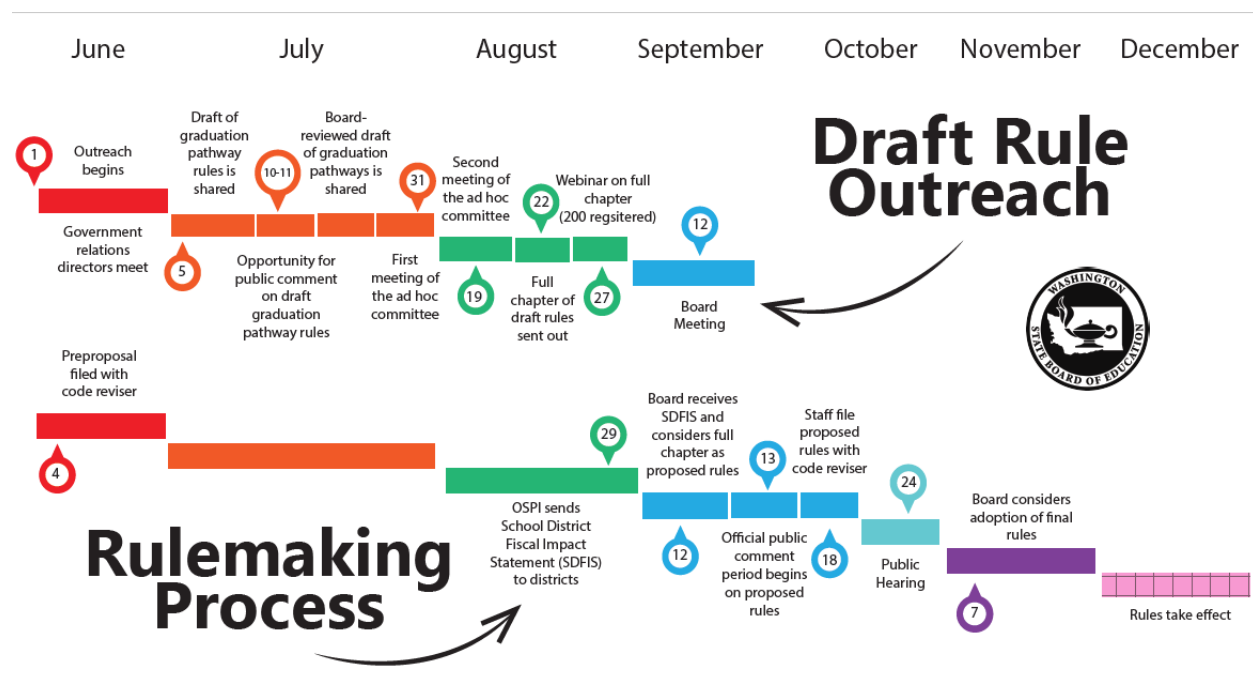 June
July
August
September
October
November
December
Draft Rule
Outreach
1
Outreach
begins
Government
relations
directors meet
Draft of
graduation
pathway
rules is
shared
5
10-11
Opportunity for
public comment
on draft
graduation
pathway rules
Board-
reviewed draft
of graduation
pathways is
shared
31
First
meeting of
the ad hoc
committee
Second
meeting of
the ad hoc
committee
19
22
Full
chapter of
draft rules
sent out
Webinar on full
chapter
(200 regsitered)
27
12
Board
Meeting
WASHINGTON
STATE BOARD OF EDUCATION
Preproposal
filed with
code reviser
4
29
OSPI sends
School District
Fiscal Impact
Statement (SDFIS)
to districts
Board receives
SDFIS and
considers full
chapter as
proposed rules
12
13
Official public
comment
period begins
on proposed
rules
Staff file
proposed
rules with
code reviser
18
24
Public
Hearing
Board considers
adoption of final
rules
7
Rules take effect
Rulemaking
Process